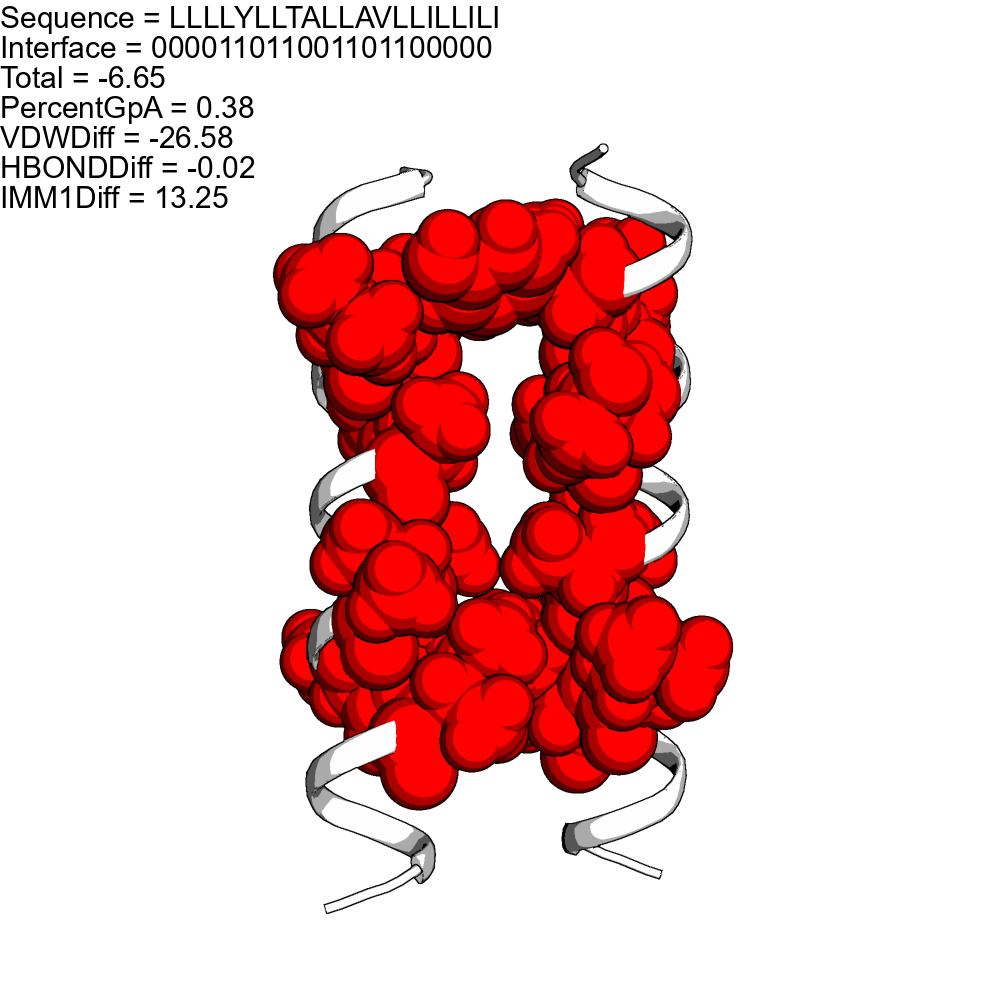 Sequence = LLLLYLLTALLAVLLILLILI
Interface = 000011011001101100000
Total = -6.65
PercentGpA = 0.38
VDWDiff = -26.58
HBONDDiff = -0.02
IMM1Diff = 13.25